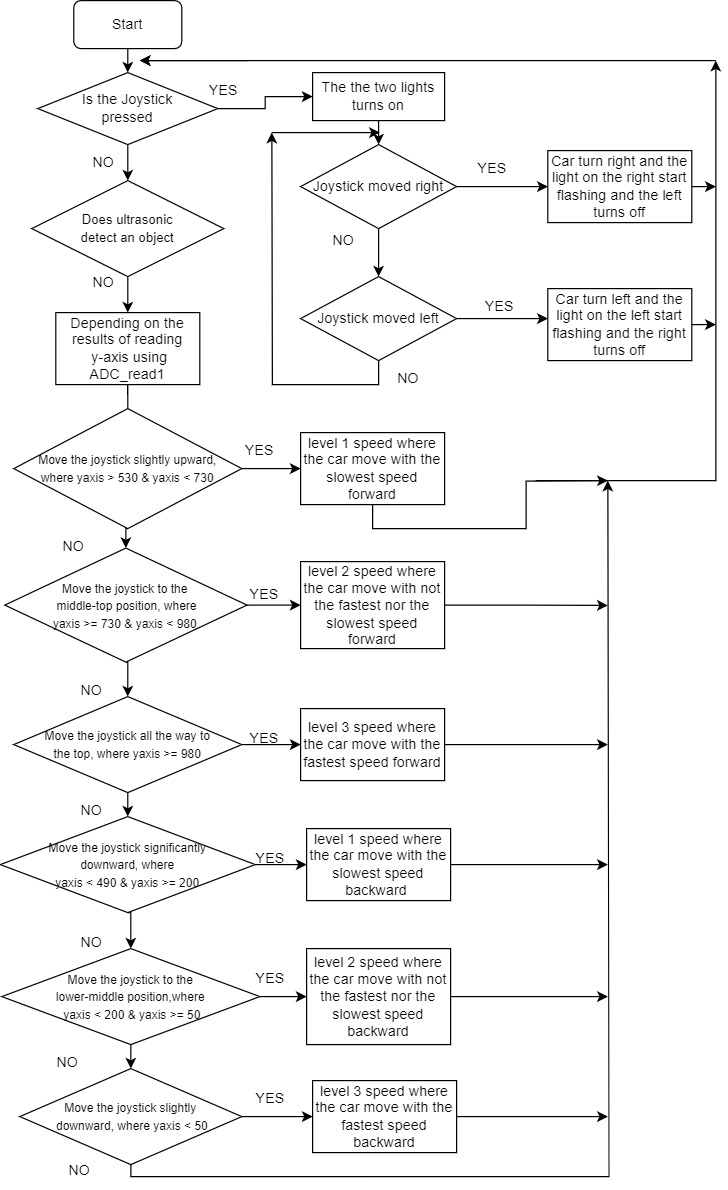 Start
Is the Joystick
pressed
YES
The the two lights
turns on
NO
Joystick moved right
YES
Car turn right and the
light on the right start
flashing and the left
turns off
NO
Does ultrasonic
detect an object
NO
Joystick moved left
YES
Car turn left and the
light on the left start
flashing and the right
turns off
NO
Depending on the
results of reading
y-axis using
ADC_read1
Move the joystick slightly upward,
where yaxis > 530 & yaxis < 730
YES
level 1 speed where
the car move with the
slowest speed
forward
NO
Move the joystick to the
middle-top position, where
yaxis >= 730 & yaxis < 980
YES
level 2 speed where
the car move with not
the fastest nor the
slowest speed
forward
NO
Move the joystick all the way to
the top, where yaxis >= 980
YES
level 3 speed where
the car move with the
fastest speed forward
NO
Move the joystick significantly
downward, where
yaxis < 490 & yaxis >= 200
YES
level 1 speed where
the car move with the
slowest speed
backward
NO
Move the joystick to the
lower-middle position,where
yaxis < 200 & yaxis >= 50
YES
level 2 speed where
the car move with not
the fastest nor the
slowest speed
backward
NO
Move the joystick slightly
downward, where yaxis < 50
YES
level 3 speed where
the car move with the
fastest speed
backward
NO